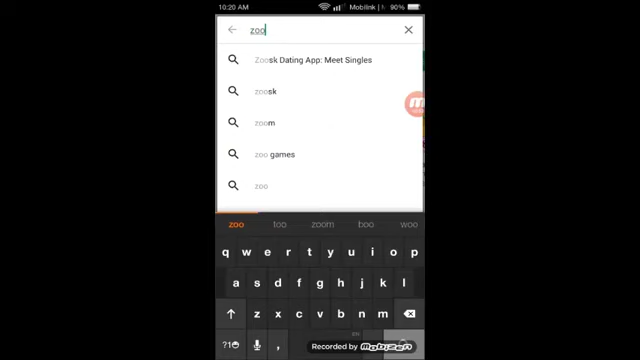 10:20 AM Mobilink 90%
zoo
Zoosk Dating App: Meet Singles
zoosk
zoom
zoo games
zoo
zoo too zoom boo woo
q w e r t y u i o p
a s d f g h j k l
z x c v b n m
EN
?1 ,
Recorded by mobizen